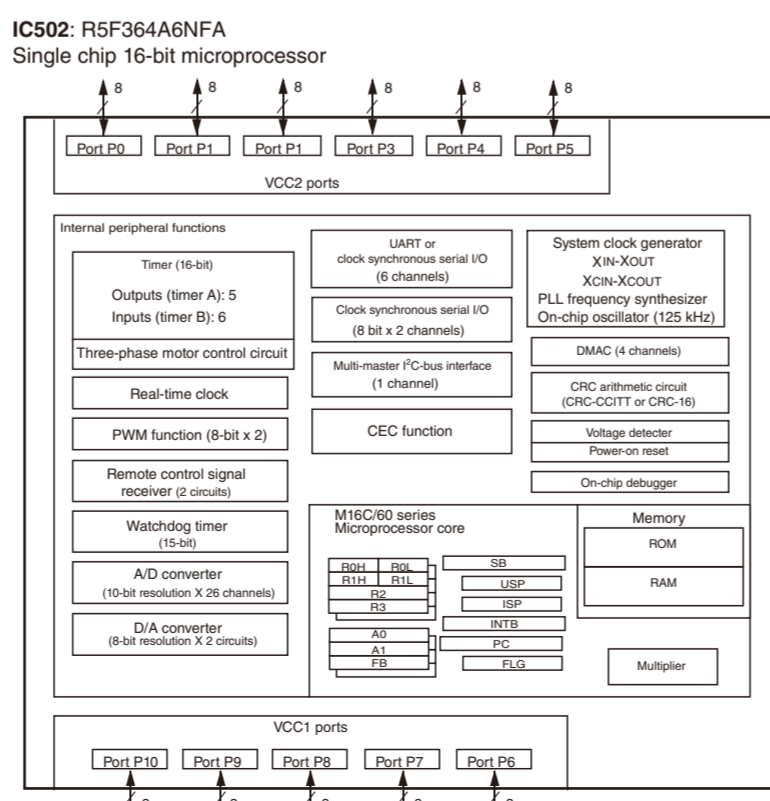 IC502: R5F364A6NFA
Single chip 16-bit microprocessor
8 8 8 8 8 8
Port P0 Port P1 Port P1 Port P3 Port P4 Port P5
VCC2 ports
Internal peripheral functions
Timer (16-bit)
Outputs (timer A): 5
Inputs (timer B): 6
Three-phase motor control circuit
Real-time clock
PWM function (8-bit x 2)
Remote control signal
receiver (2 circuits)
Watchdog timer
(15-bit)
A/D converter
(10-bit resolution X 26 channels)
D/A converter
(8-bit resolution X 2 circuits)
UART or
clock synchronous serial I/O
(6 channels)
Clock synchronous serial I/O
(8 bit x 2 channels)
Multi-master I²C-bus interface
(1 channel)
CEC function
System clock generator
XIN-XOUT
XCIN-XCOUT
PLL frequency synthesizer
On-chip oscillator (125 kHz)
DMAC (4 channels)
CRC arithmetic circuit
(CRC-CCITT or CRC-16)
Voltage detecter
Power-on reset
On-chip debugger
M16C/60 series
Microprocessor core
R0H R0L
R1H R1L
R2
R3
A0
A1
FB
SB
USP
ISP
INTB
PC
FLG
Memory
ROM
RAM
Multiplier
VCC1 ports
Port P10 Port P9 Port P8 Port P7 Port P6